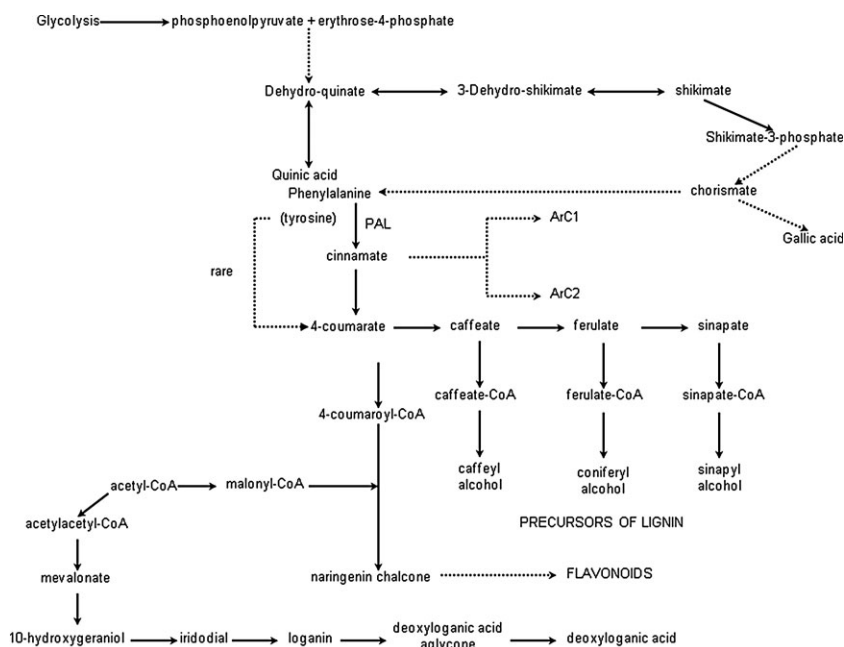 Glycolysis phosphoenolpyruvate + erythrose-4-phosphate
Dehydro-quinate 3-Dehydro-shikimate shikimate
Shikimate-3-phosphate
Quinic acid
Phenylalanine chorismate
(tyrosine) PAL ArC1
Gallic acid
cinnamate
rare
ArC2
4-coumarate caffeate ferulate sinapate
caffeate-CoA ferulate-CoA sinapate-CoA
4-coumaroyl-CoA
caffeyl coniferyl sinapyl
alcohol alcohol alcohol
acetyl-CoA malonyl-CoA
acetylacetyl-CoA PRECURSORS OF LIGNIN
mevalonate naringenin chalcone FLAVONOIDS
10-hydroxygeraniol iridodial loganin deoxyloganic acid
aglycone deoxyloganic acid